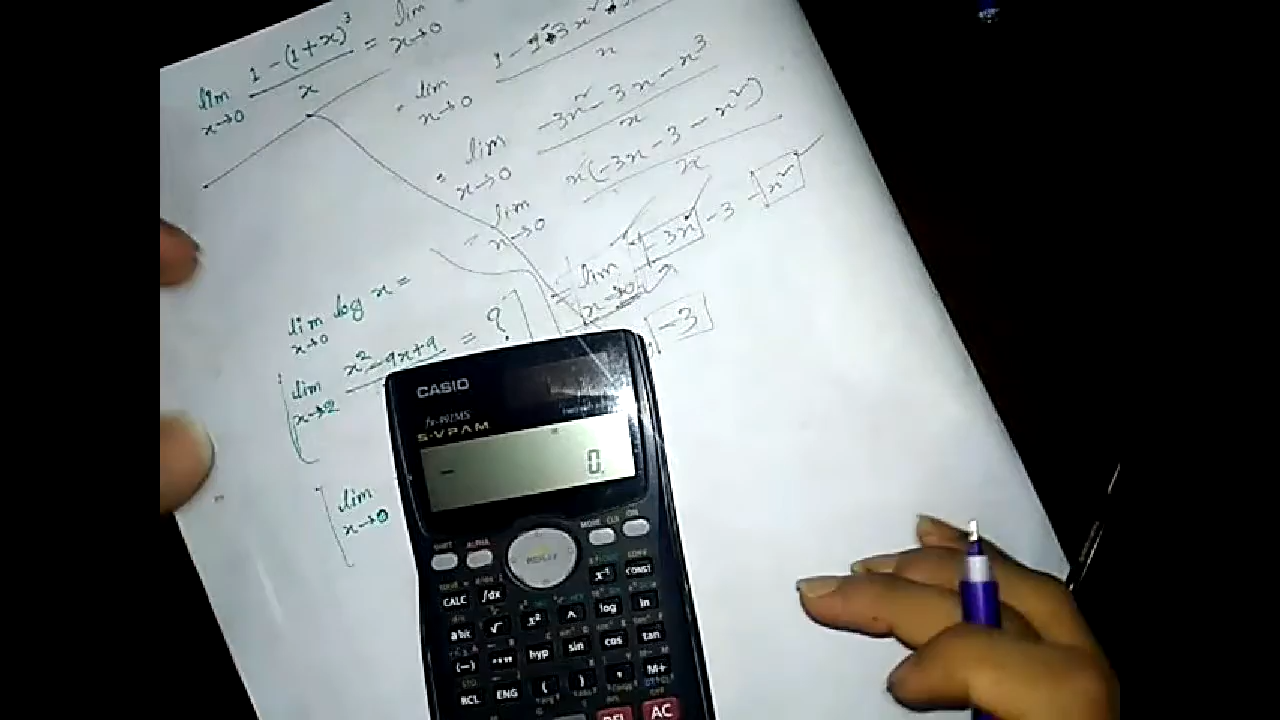 lim x→0 1-(1+x)³ / x = lim x→0
= lim x→0 / x
= lim x→0 -3x²-3x-x³ / x
= lim x→0 x(-3x-3-x²) / x
= lim x→0 -3x -3 -x²
-3
lim x→0 log x =
lim x→2 x²-9x+9 = ?
lim x→0
CASIO
fx-991MS
S-V.P.A.M.
- 0.
SHIFT ALPHA MODE CLR ON
REPLAY
x⁻¹ CONST
CALC ∫dx
√ x² ^ log ln
(-) °'" hyp sin cos tan
RCL ENG ( ) , M+
DEL AC